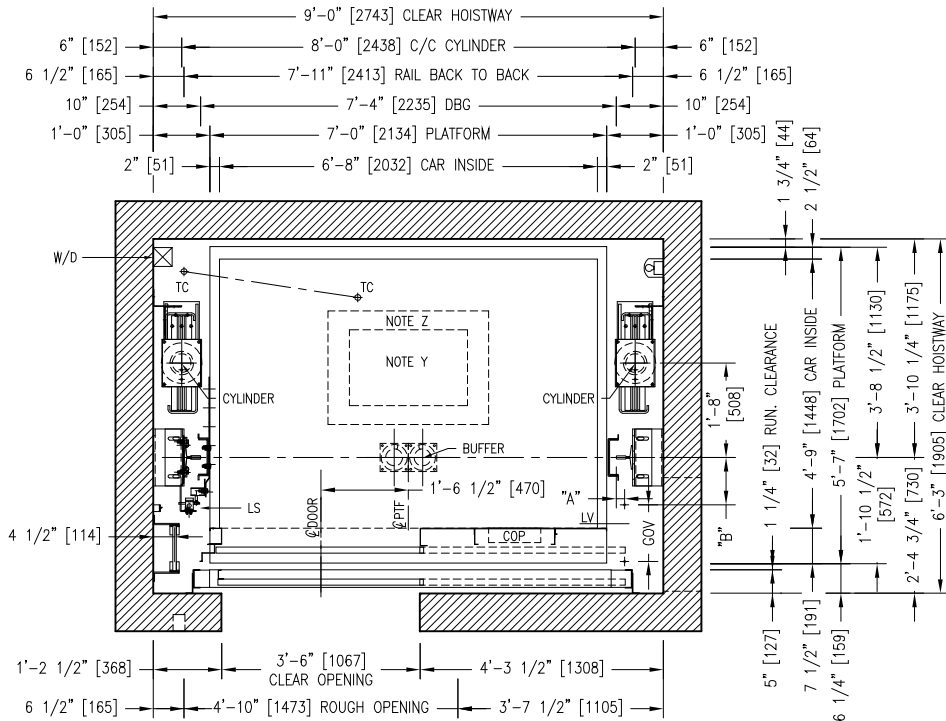 9'-0" [2743] CLEAR HOISTWAY
6" [152] 8'-0" [2438] C/C CYLINDER 6" [152]
6 1/2" [165] 7'-11" [2413] RAIL BACK TO BACK 6 1/2" [165]
10" [254] 7'-4" [2235] DBG 10" [254]
1'-0" [305] 7'-0" [2134] PLATFORM 1'-0" [305]
2" [51] 6'-8" [2032] CAR INSIDE 2" [51]
1 3/4" [44]
2 1/2" [64]
W/D
TC
TC
NOTE Z
NOTE Y
CYLINDER
CYLINDER
1'-8"
[508]
BUFFER
1'-6 1/2" [470]
"A"
LS
℄DOOR
℄PTF
LV
GOV
"B"
COP
4 1/2" [114]
1 1/4" [32] RUN. CLEARANCE
4'-9" [1448] CAR INSIDE
5'-7" [1702] PLATFORM
3'-8 1/2" [1130]
1'-10 1/2"
[572]
3'-10 1/4" [1175]
2'-4 3/4" [730]
6'-3" [1905] CLEAR HOISTWAY
5" [127]
7 1/2" [191]
6 1/4" [159]
1'-2 1/2" [368] 3'-6" [1067] 4'-3 1/2" [1308]
CLEAR OPENING
6 1/2" [165] 4'-10" [1473] ROUGH OPENING 3'-7 1/2" [1105]